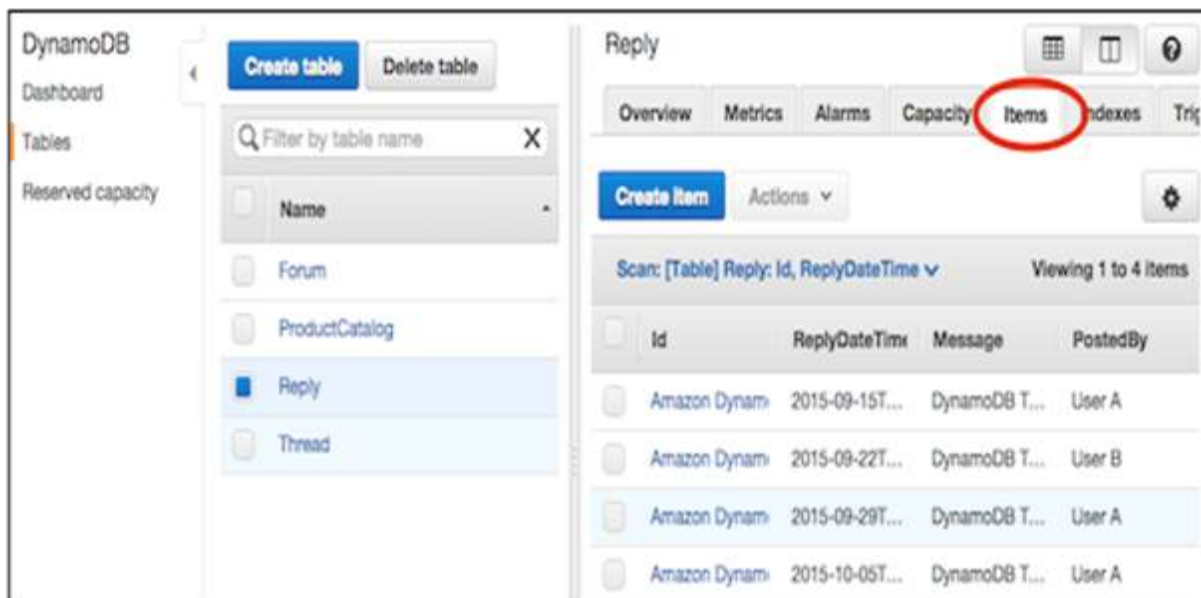 DynamoDB
Dashboard
Tables
Reserved capacity
Create table Delete table
Filter by table name X
Name
Forum
ProductCatalog
Reply
Thread
Reply
Overview Metrics Alarms Capacity Items Indexes Trig
Create item Actions
Scan: [Table] Reply: Id, ReplyDateTime Viewing 1 to 4 items
Id ReplyDateTime Message PostedBy
Amazon Dynam 2015-09-15T... DynamoDB T... User A
Amazon Dynam 2015-09-22T... DynamoDB T... User B
Amazon Dynam 2015-09-29T... DynamoDB T... User A
Amazon Dynam 2015-10-05T... DynamoDB T... User A